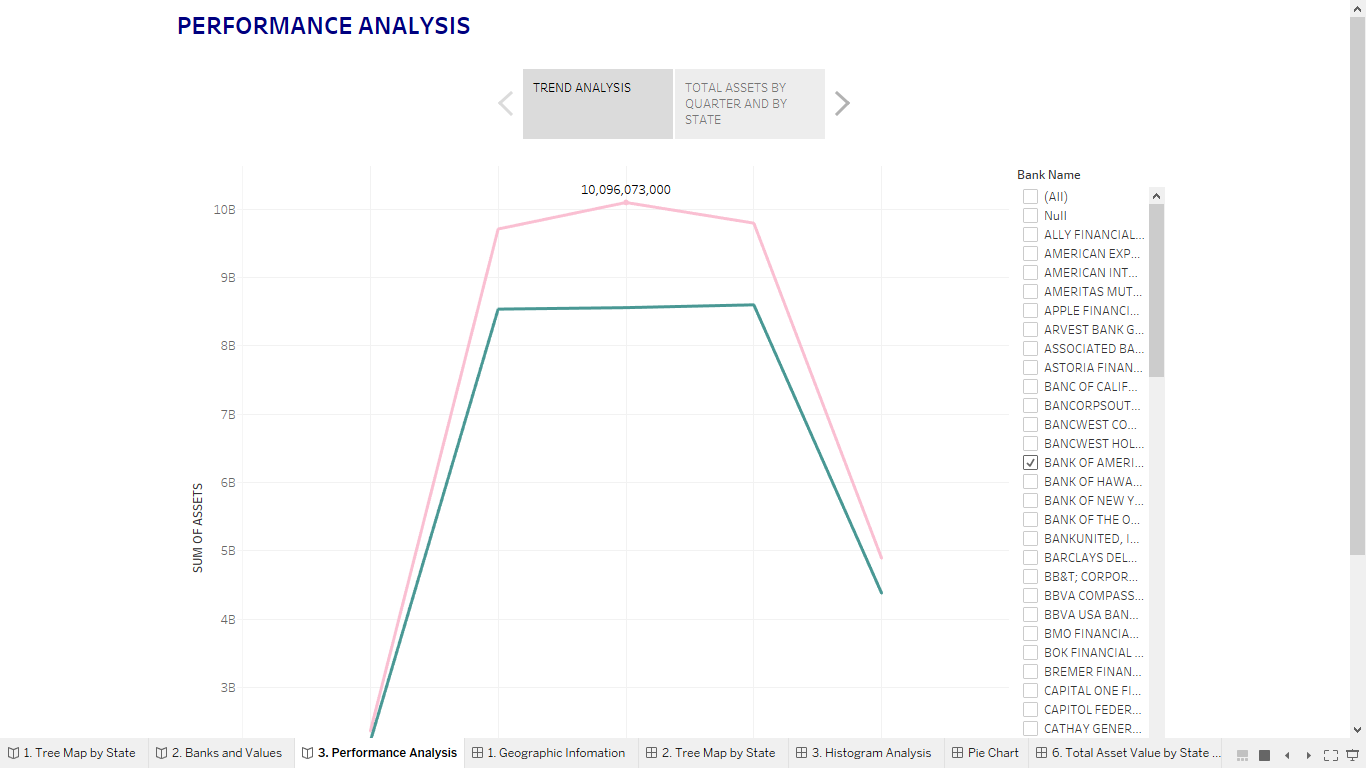 PERFORMANCE ANALYSIS
TREND ANALYSIS
TOTAL ASSETS BY
QUARTER AND BY
STATE
10,096,073,000
10B
9B
8B
7B
6B
5B
4B
3B
SUM OF ASSETS
Bank Name
(All)
Null
ALLY FINANCIAL...
AMERICAN EXP...
AMERICAN INT...
AMERITAS MUT...
APPLE FINANCI...
ARVEST BANK G...
ASSOCIATED BA...
ASTORIA FINAN...
BANC OF CALIF...
BANCORPSOUT...
BANCWEST CO...
BANCWEST HOL...
BANK OF AMERI...
BANK OF HAWA...
BANK OF NEW Y...
BANK OF THE O...
BANKUNITED, I...
BARCLAYS DEL...
BB&T; CORPOR...
BBVA COMPASS...
BBVA USA BAN...
BMO FINANCIA...
BOK FINANCIAL ...
BREMER FINAN...
CAPITAL ONE FI...
CAPITOL FEDER...
CATHAY GENER...
1. Tree Map by State
2. Banks and Values
3. Performance Analysis
1. Geographic Infomation
2. Tree Map by State
3. Histogram Analysis
Pie Chart
6. Total Asset Value by State ...